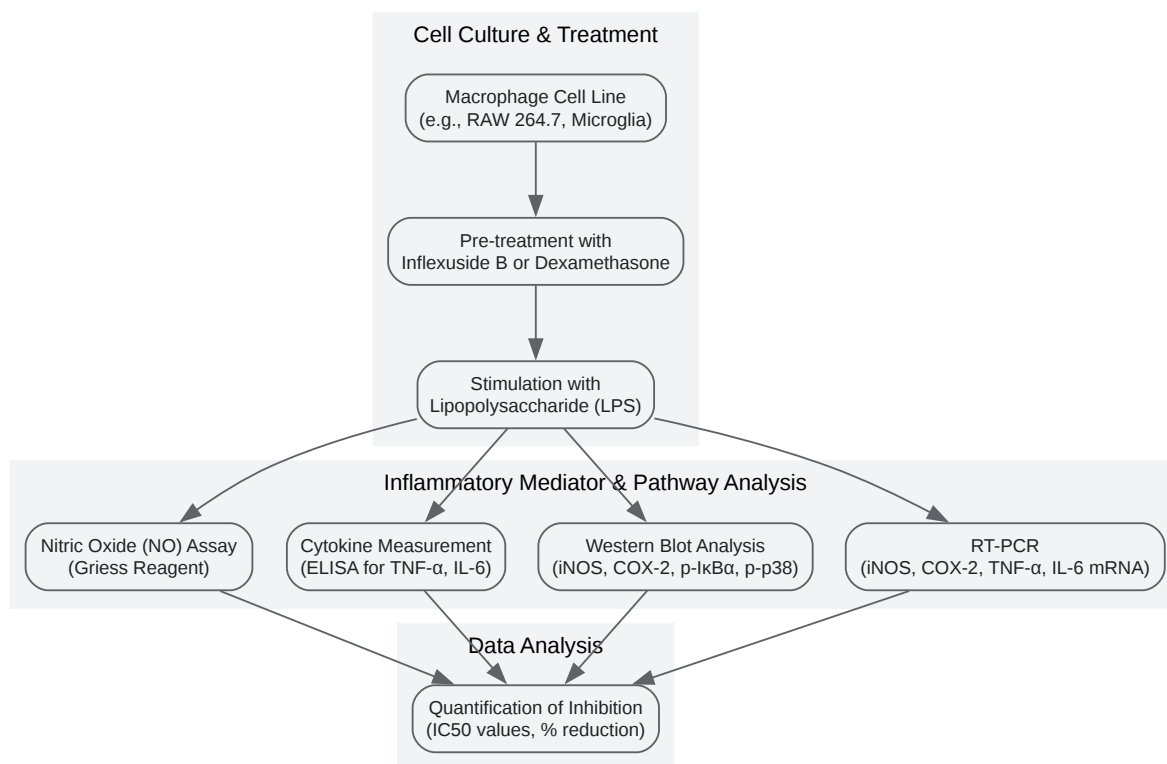 Cell Culture & Treatment
Macrophage Cell Line
(e.g., RAW 264.7, Microglia)
Pre-treatment with
Inflexuside B or Dexamethasone
Stimulation with
Lipopolysaccharide (LPS)
Inflammatory Mediator & Pathway Analysis
Nitric Oxide (NO) Assay
(Griess Reagent)
Cytokine Measurement
(ELISA for TNF-α, IL-6)
Western Blot Analysis
(iNOS, COX-2, p-IκBα, p-p38)
RT-PCR
(iNOS, COX-2, TNF-α, IL-6 mRNA)
Data Analysis
Quantification of Inhibition
(IC50 values, % reduction)